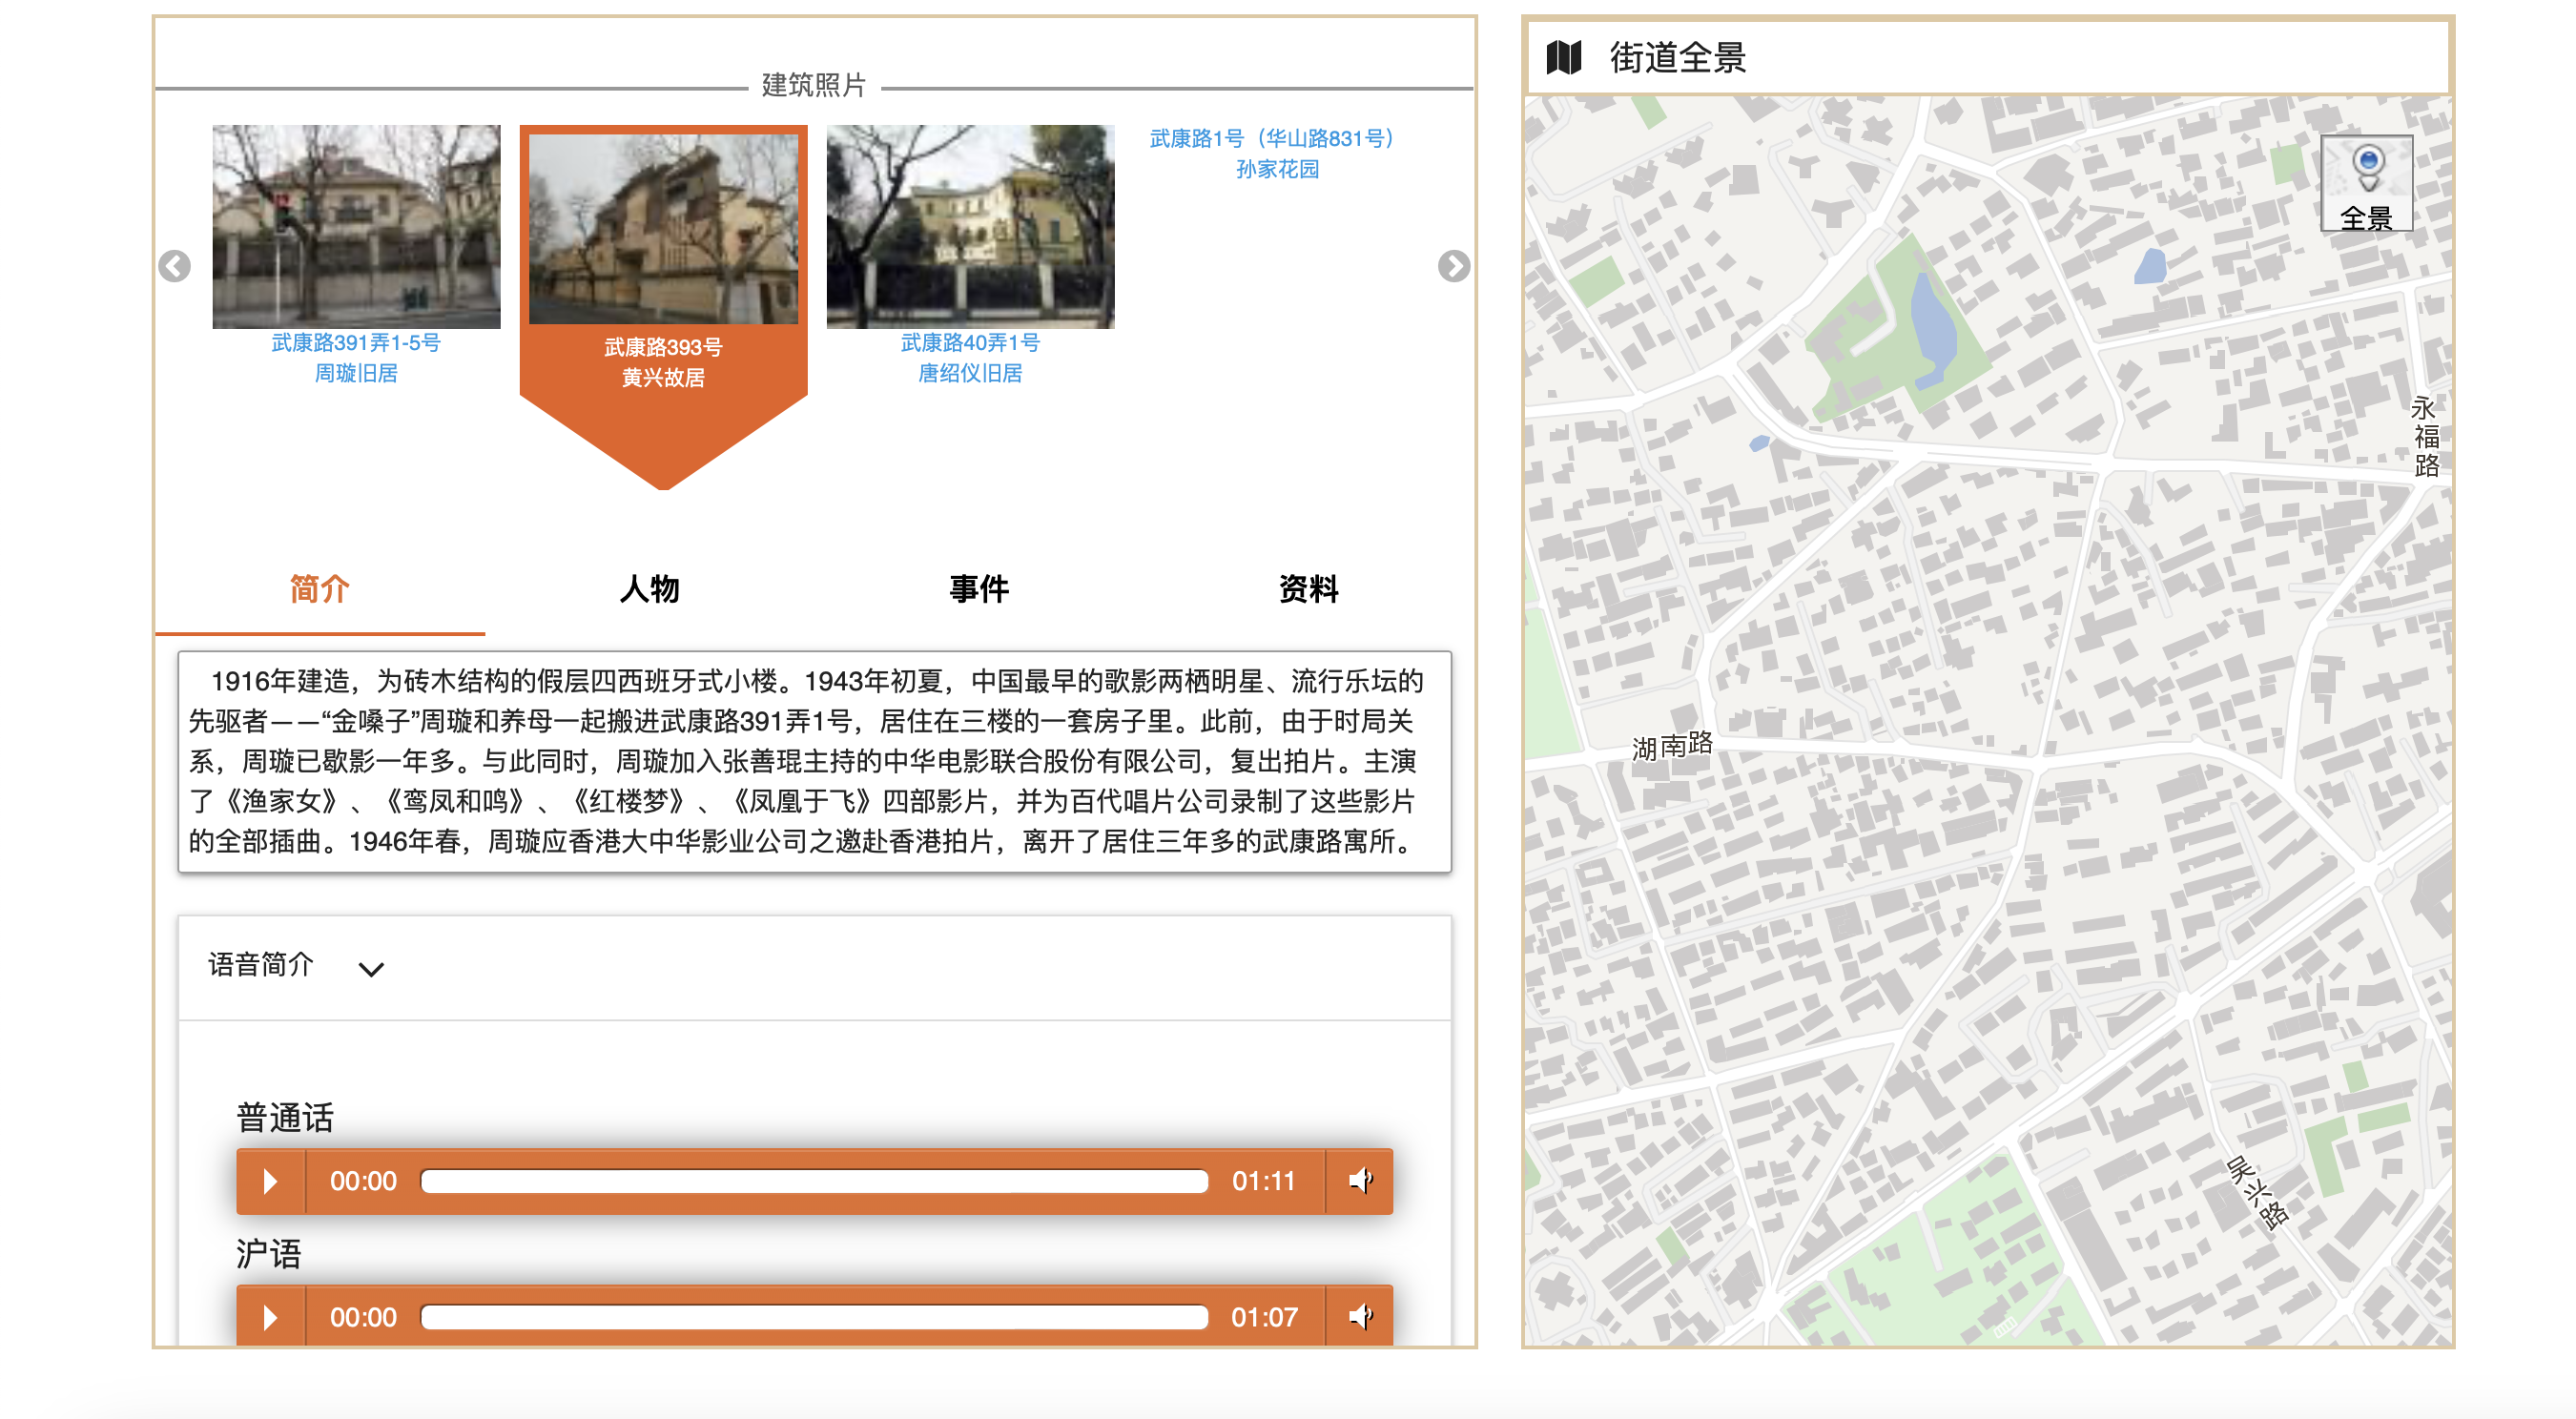 建筑照片
武康路391弄1-5号
周璇旧居
武康路393号
黄兴故居
武康路40弄1号
唐绍仪旧居
武康路1号（华山路831号）
孙家花园
简介
人物
事件
资料
1916年建造，为砖木结构的假层四西班牙式小楼。1943年初夏，中国最早的歌影两栖明星、流行乐坛的
先驱者——“金嗓子”周璇和养母一起搬进武康路391弄1号，居住在三楼的一套房子里。此前，由于时局关
系，周璇已歇影一年多。与此同时，周璇加入张善琨主持的中华电影联合股份有限公司，复出拍片。主演
了《渔家女》、《鸾凤和鸣》、《红楼梦》、《凤凰于飞》四部影片，并为百代唱片公司录制了这些影片
的全部插曲。1946年春，周璇应香港大中华影业公司之邀赴香港拍片，离开了居住三年多的武康路寓所。
语音简介
普通话
00:00
01:11
沪语
00:00
01:07
街道全景
全景
永福路
湖南路
吴兴路